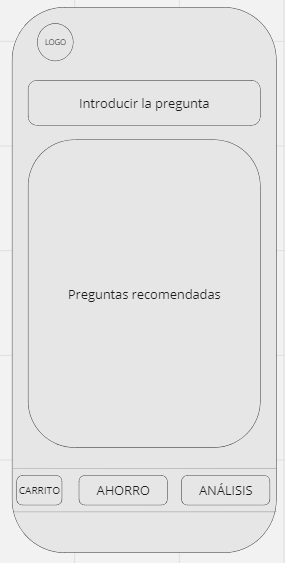 LOGO
Introducir la pregunta
Preguntas recomendadas
CARRITO
AHORRO
ANÁLISIS